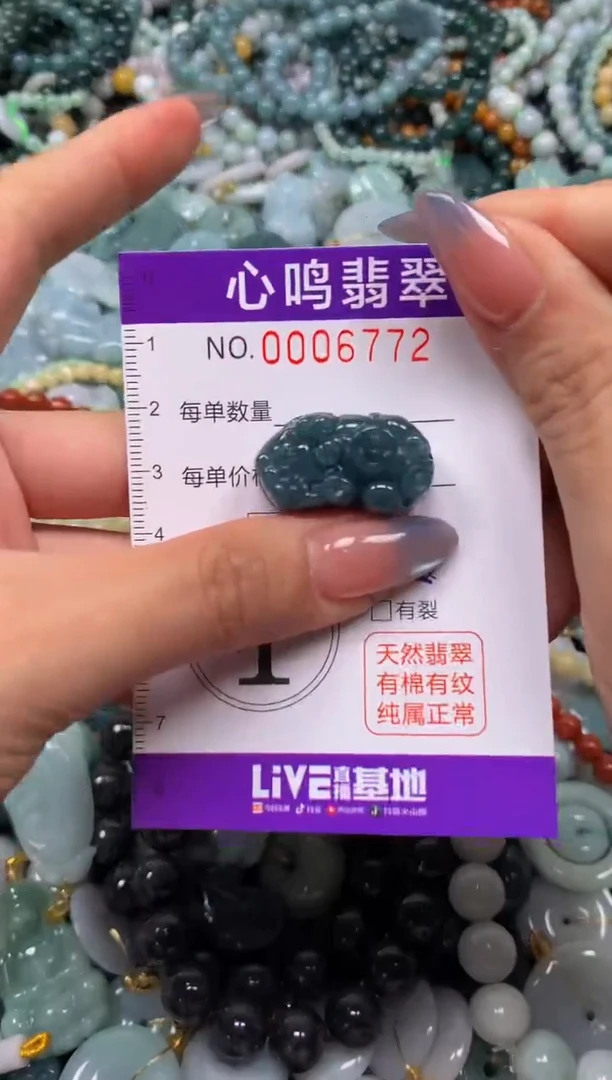 心鸣翡翠
NO.0006772
1
2
每单数量
3
每单价
4
□有裂
1
天然翡翠
有棉有纹
纯属正常
7
LiVE直播基地